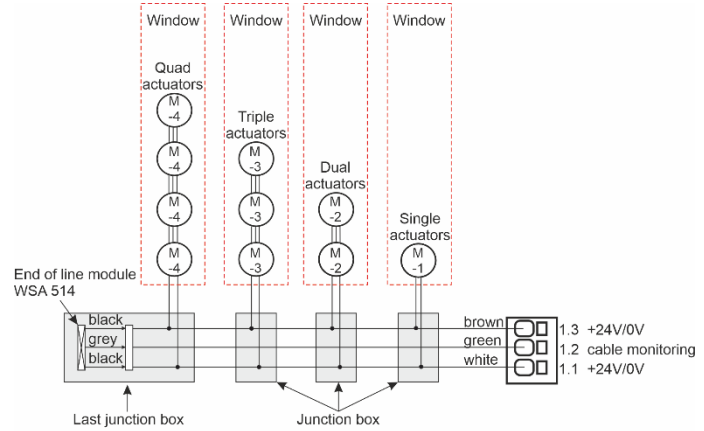 Window
Window
Window
Window
Quad
actuators
M
-4
M
-4
M
-4
M
-4
Triple
actuators
M
-3
M
-3
M
-3
Dual
actuators
M
-2
M
-2
Single
actuators
M
-1
End of line module
WSA 514
black
grey
black
brown
green
white
1.3 +24V/0V
1.2 cable monitoring
1.1 +24V/0V
Last junction box
Junction box